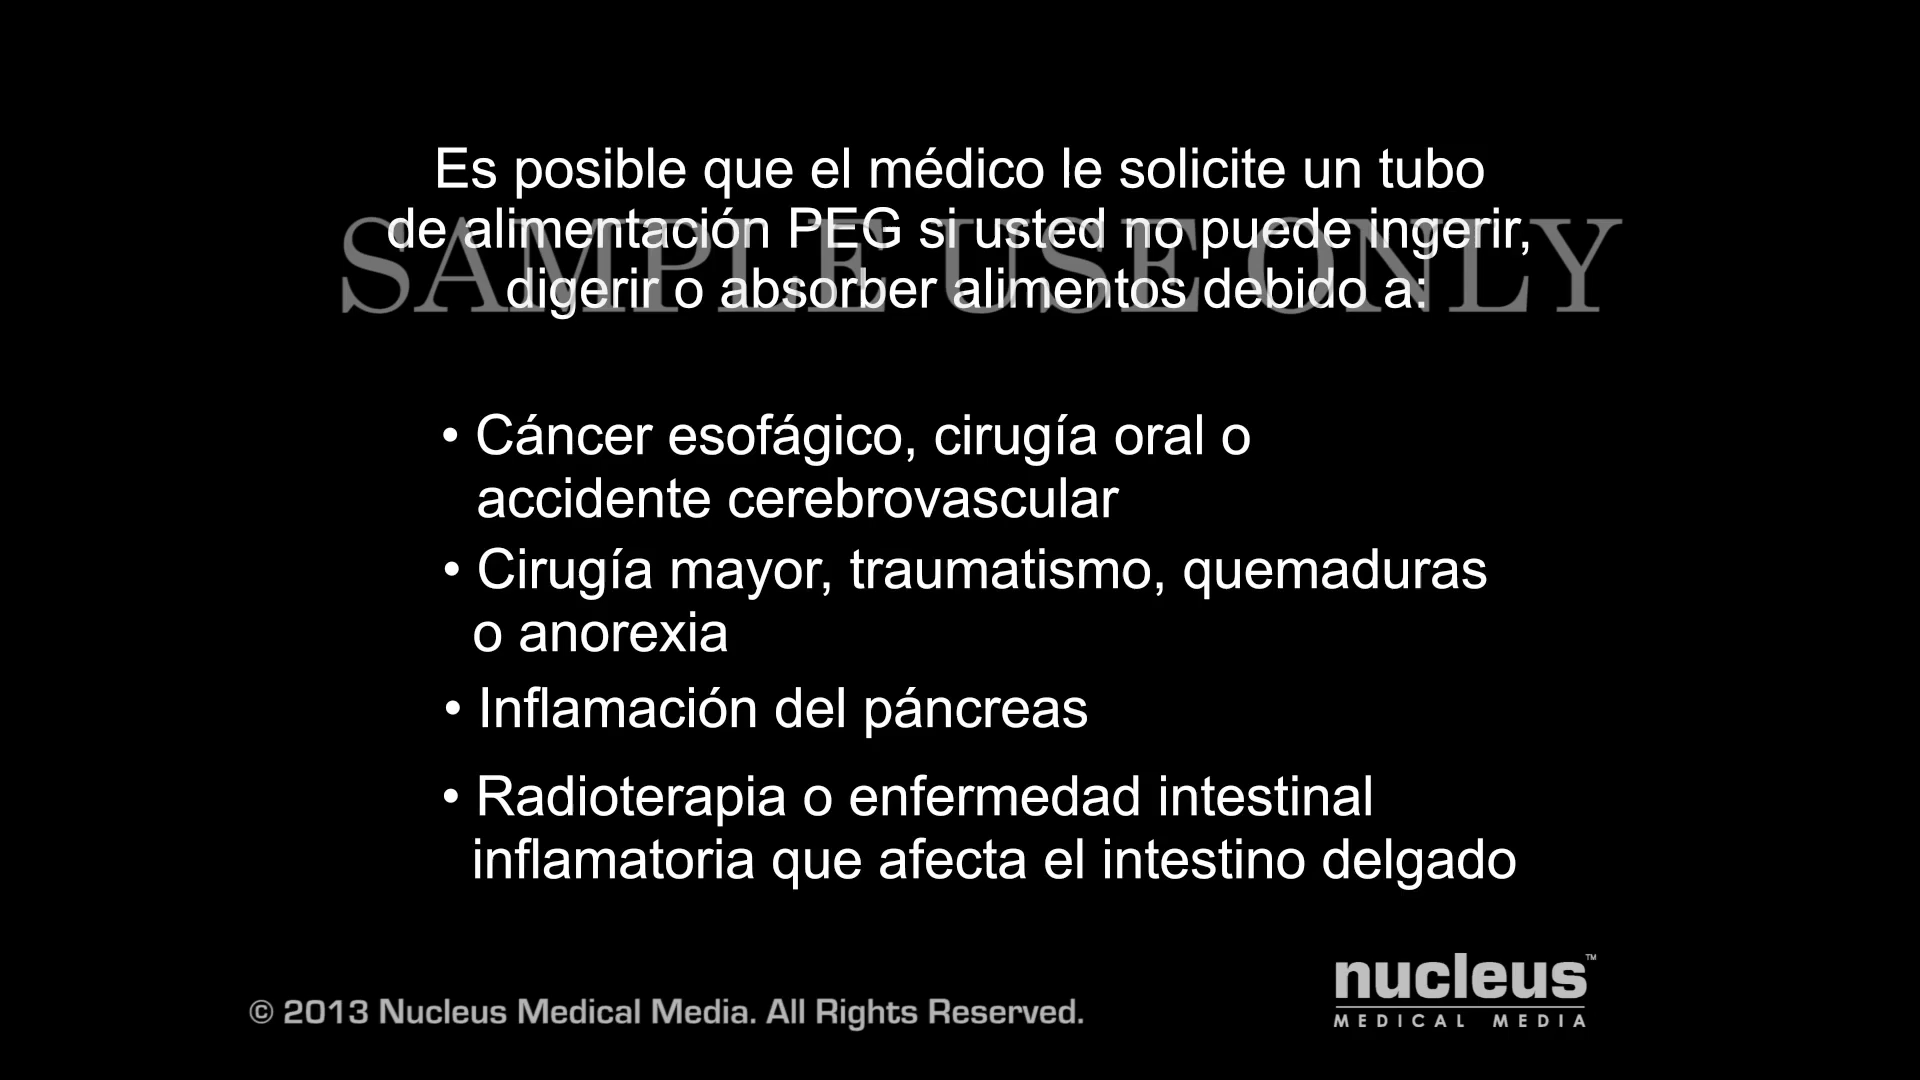 Es posible que el médico le solicite un tubo
de alimentación PEG si usted no puede ingerir,
SAMPLE USE ONLY
digerir o absorber alimentos debido a:
• Cáncer esofágico, cirugía oral o
accidente cerebrovascular
• Cirugía mayor, traumatismo, quemaduras
o anorexia
• Inflamación del páncreas
• Radioterapia o enfermedad intestinal
inflamatoria que afecta el intestino delgado
nucleus™
MEDICAL MEDIA
© 2013 Nucleus Medical Media. All Rights Reserved.